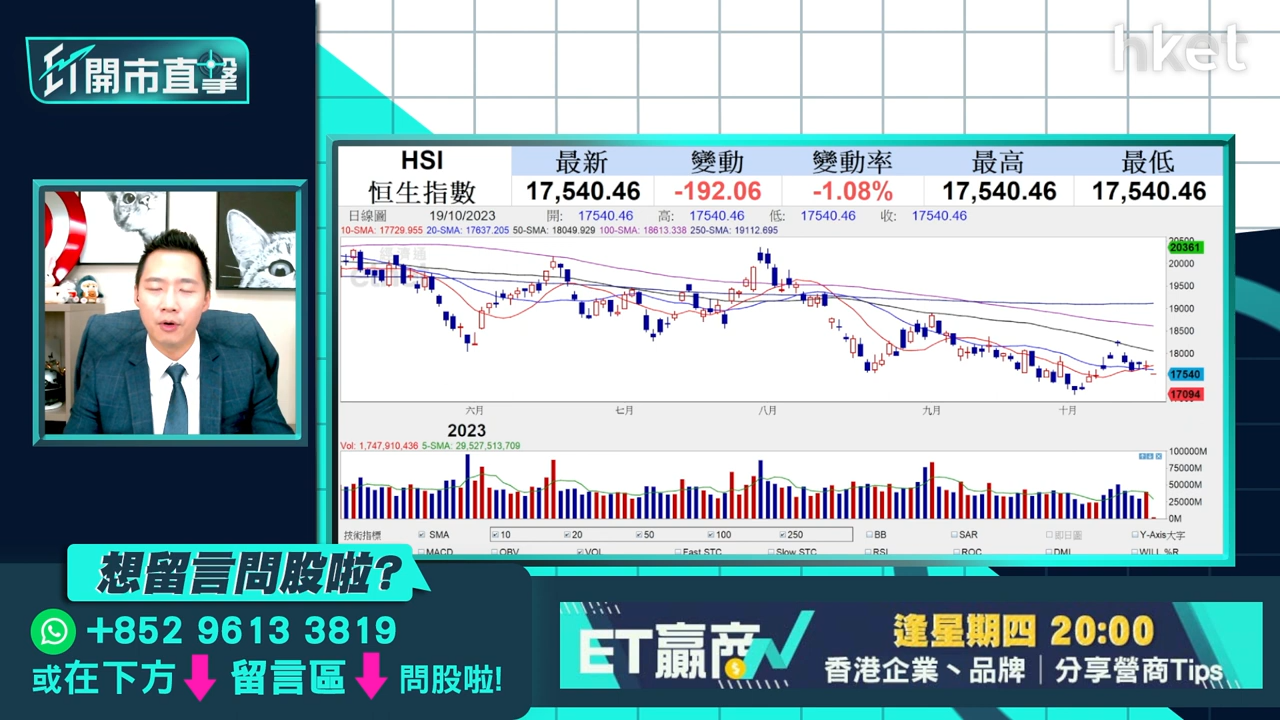 ET開市直擊
hket
HSI 最新 變動 變動率 最高 最低
恒生指數 17,540.46 -192.06 -1.08% 17,540.46 17,540.46
日線圖 19/10/2023 開: 17540.46 高: 17540.46 低: 17540.46 收: 17540.46
10-SMA: 17729.955 20-SMA: 17637.205 50-SMA: 18049.929 100-SMA: 18613.338 250-SMA: 19112.695
經濟通
20500
20361
20000
19500
19000
18500
18000
17540
17094
六月 七月 八月 九月 十月
2023
Vol: 1,747,910,436 5-SMA: 29,527,513,709
100000M
75000M
50000M
25000M
0M
技術指標 SMA 10 20 50 100 250 BB SAR 即日圖 Y-Axis大字
MACD OBV VOL Fast STC Slow STC RSI ROC DMI WILL %R
想留言問股啦?
+852 9613 3819
或在下方 留言區 問股啦!
ET贏商
逢星期四 20:00
香港企業、品牌｜分享營商Tips